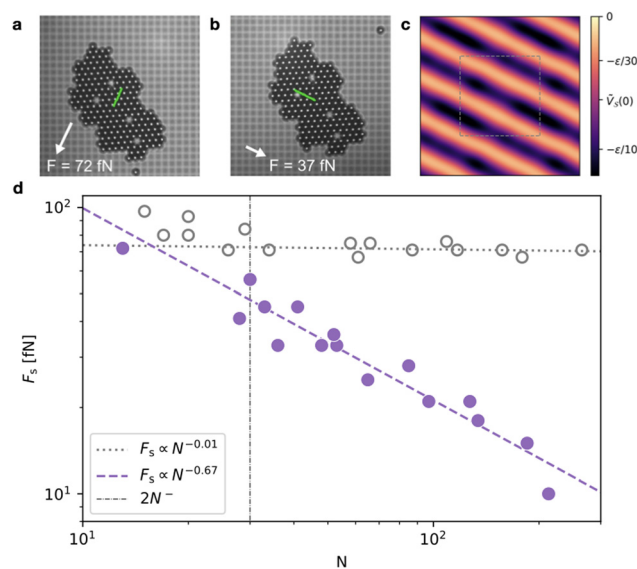 a
b
c
F = 72 fN
F = 37 fN
0
−ε/30
Ṽs(0)
−ε/10
d
10²
10¹
Fs [fN]
Fs ∝ N⁻⁰·⁰¹
Fs ∝ N⁻⁰·⁶⁷
2N⁻
10¹
10²
N